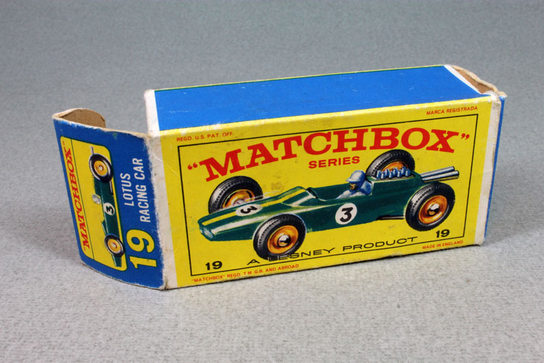 MATCHBOX
19 LOTUS
RACING CAR
3
REGD. U.S. PAT. OFF.
MARCA REGISTRADA
"MATCHBOX"
SERIES
3
3
19 A LESNEY PRODUCT 19
"MATCHBOX" REGD. T.M. G.B. AND ABROAD
MADE IN ENGLAND